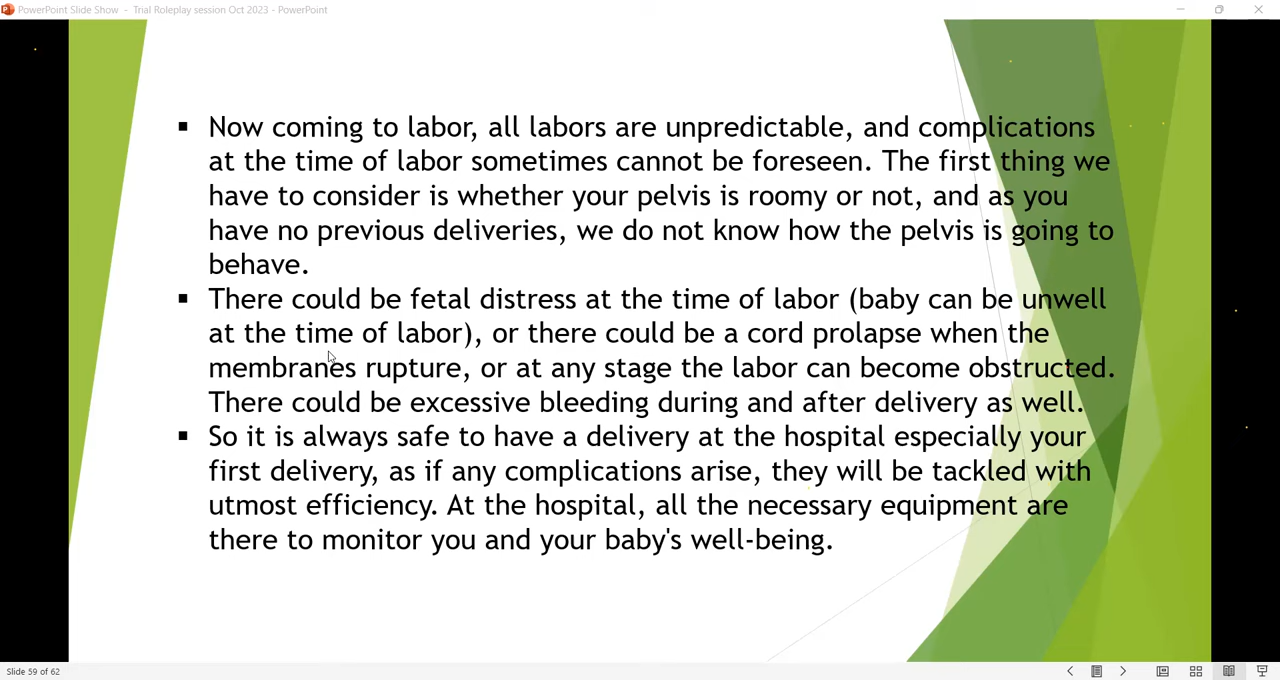 PowerPoint Slide Show - Trial Roleplay session Oct 2023 - PowerPoint
▪ Now coming to labor, all labors are unpredictable, and complications
at the time of labor sometimes cannot be foreseen. The first thing we
have to consider is whether your pelvis is roomy or not, and as you
have no previous deliveries, we do not know how the pelvis is going to
behave.
▪ There could be fetal distress at the time of labor (baby can be unwell
at the time of labor), or there could be a cord prolapse when the
membranes rupture, or at any stage the labor can become obstructed.
There could be excessive bleeding during and after delivery as well.
▪ So it is always safe to have a delivery at the hospital especially your
first delivery, as if any complications arise, they will be tackled with
utmost efficiency. At the hospital, all the necessary equipment are
there to monitor you and your baby's well-being.
Slide 59 of 62